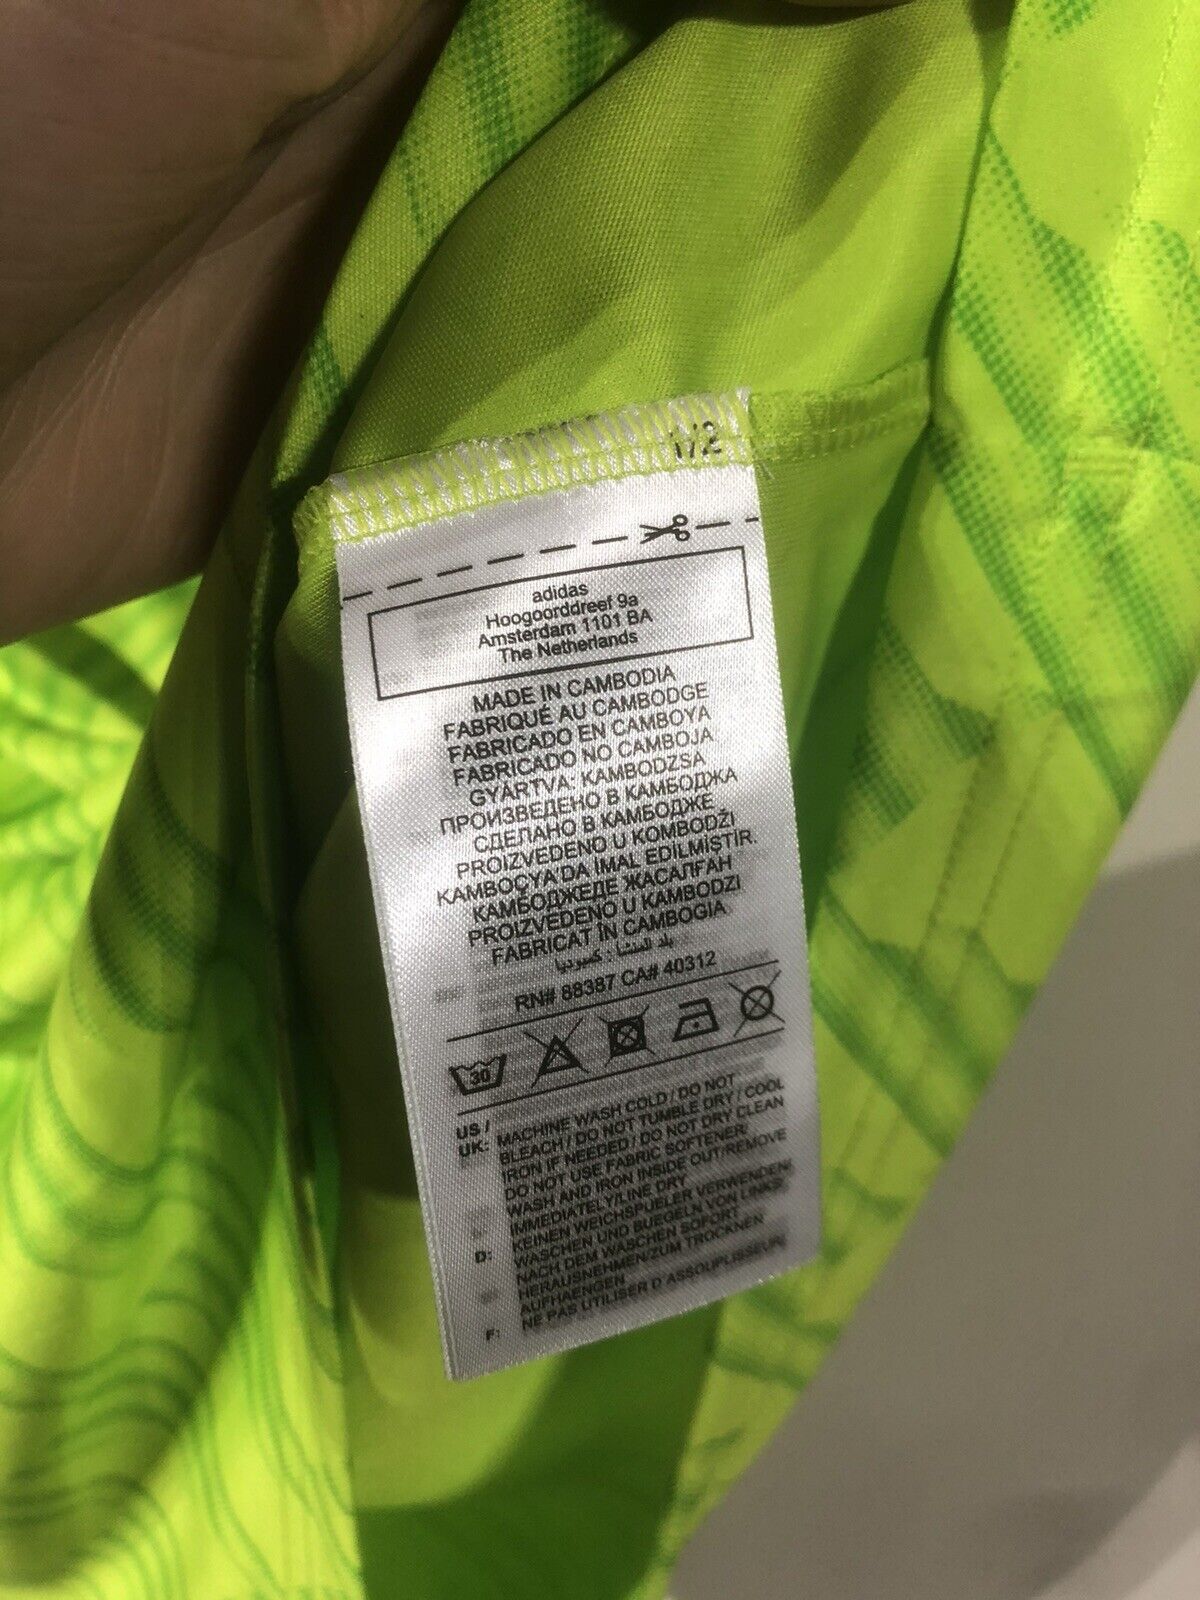 1/2
adidas
Hoogoorddreef 9a
Amsterdam 1101 BA
The Netherlands
MADE IN CAMBODIA
FABRIQUÉ AU CAMBODGE
FABRICADO EN CAMBOYA
FABRICADO NO CAMBOJA
GYÁRTVA: KAMBODZSA
ПРОИЗВЕДЕНО В КАМБОДЖА
СДЕЛАНО В КАМБОДЖЕ
PROIZVEDENO U KOMBODŽI
KAMBOÇYA'DA İMAL EDİLMİŞTİR.
КАМБОДЖЕДЕ ЖАСАЛҒАН
PROIZVEDENO U KAMBODZI
FABRICAT ÎN CAMBOGIA
بلد المنشأ : كمبوديا
RN# 88387 CA# 40312
30
US / UK: MACHINE WASH COLD / DO NOT
BLEACH / DO NOT TUMBLE DRY / COOL
IRON IF NEEDED / DO NOT DRY CLEAN
DO NOT USE FABRIC SOFTENER/
WASH AND IRON INSIDE OUT/REMOVE
IMMEDIATELY/LINE DRY
D: KEINEN WEICHSPUELER VERWENDEN/
WASCHEN UND BUEGELN VON LINKS/
NACH DEM WASCHEN SOFORT
HERAUSNEHMEN/ZUM TROCKNEN
AUFHAENGEN
F: NE PAS UTILISER D'ASSOUPLISSEUR/